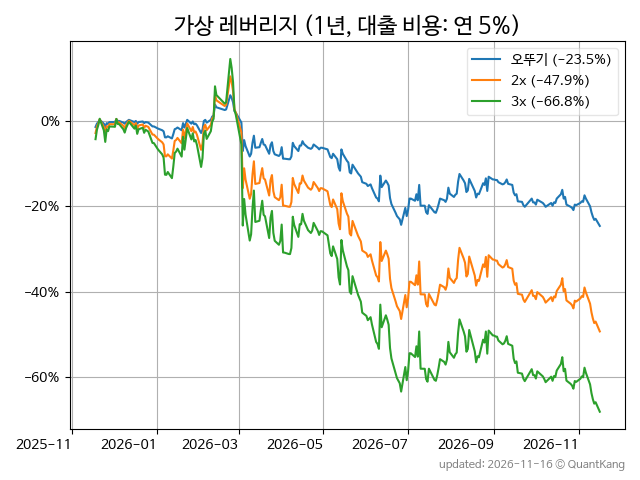 가상 레버리지 (1년, 대출 비용: 연 5%)
오뚜기 (−23.5%)
2x (−47.9%)
3x (−66.8%)
0%
−20%
−40%
−60%
2025−11 2026−01 2026−03 2026−05 2026−07 2026−09 2026−11
updated: 2026-11-16 © QuantKang